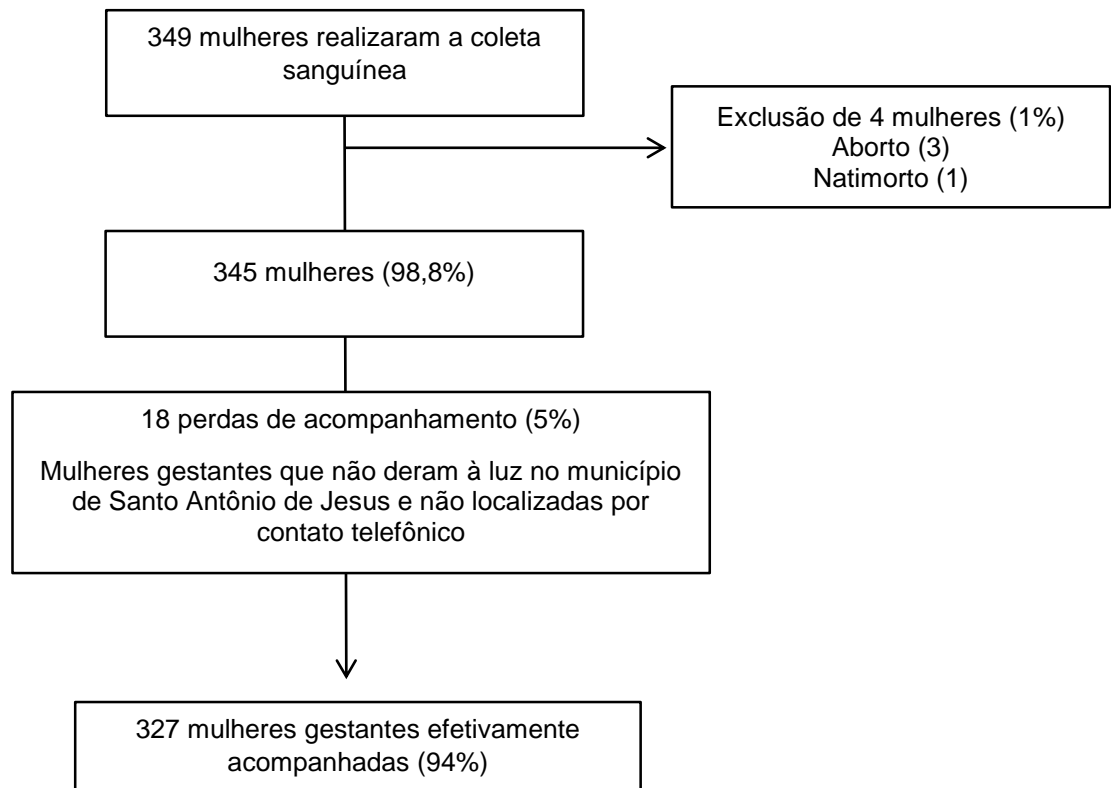 349 mulheres realizaram a coleta
sanguínea
Exclusão de 4 mulheres (1%)
Aborto (3)
Natimorto (1)
345 mulheres (98,8%)
18 perdas de acompanhamento (5%)
Mulheres gestantes que não deram à luz no município
de Santo Antônio de Jesus e não localizadas por
contato telefônico
327 mulheres gestantes efetivamente
acompanhadas (94%)